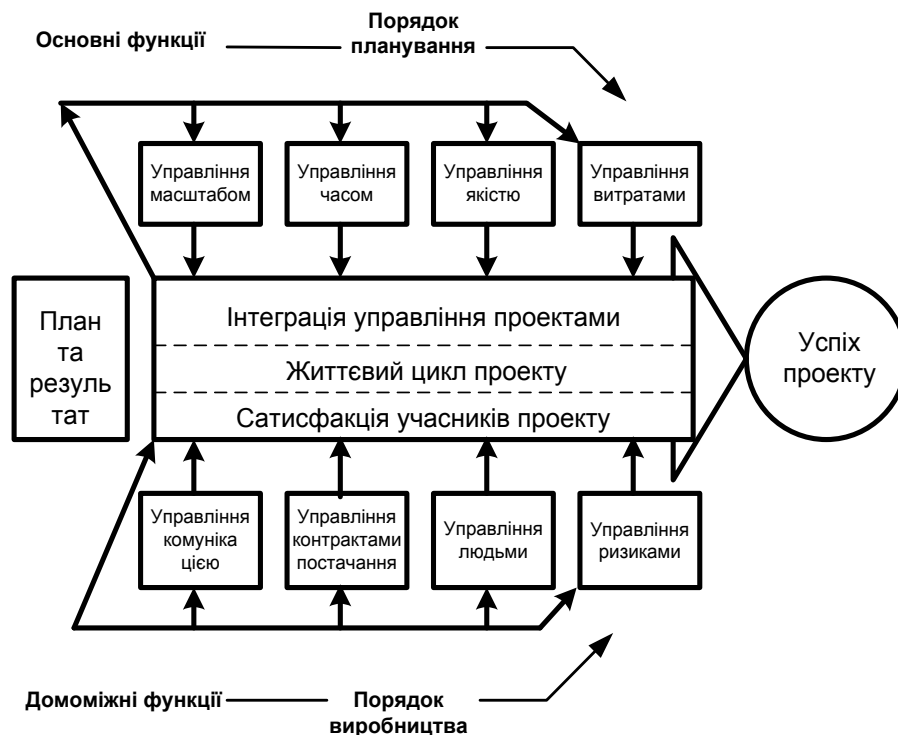 Основні функції
Порядок
планування
Управління
масштабом
Управління
часом
Управління
якістю
Управління
витратами
План
та
резуль
тат
Інтеграція управління проектами
Життєвий цикл проекту
Сатисфакція учасників проекту
Успіх
проекту
Управління
комуніка
цією
Управління
контрактами
постачання
Управління
людьми
Управління
ризиками
Домоміжні функції
Порядок
виробництва